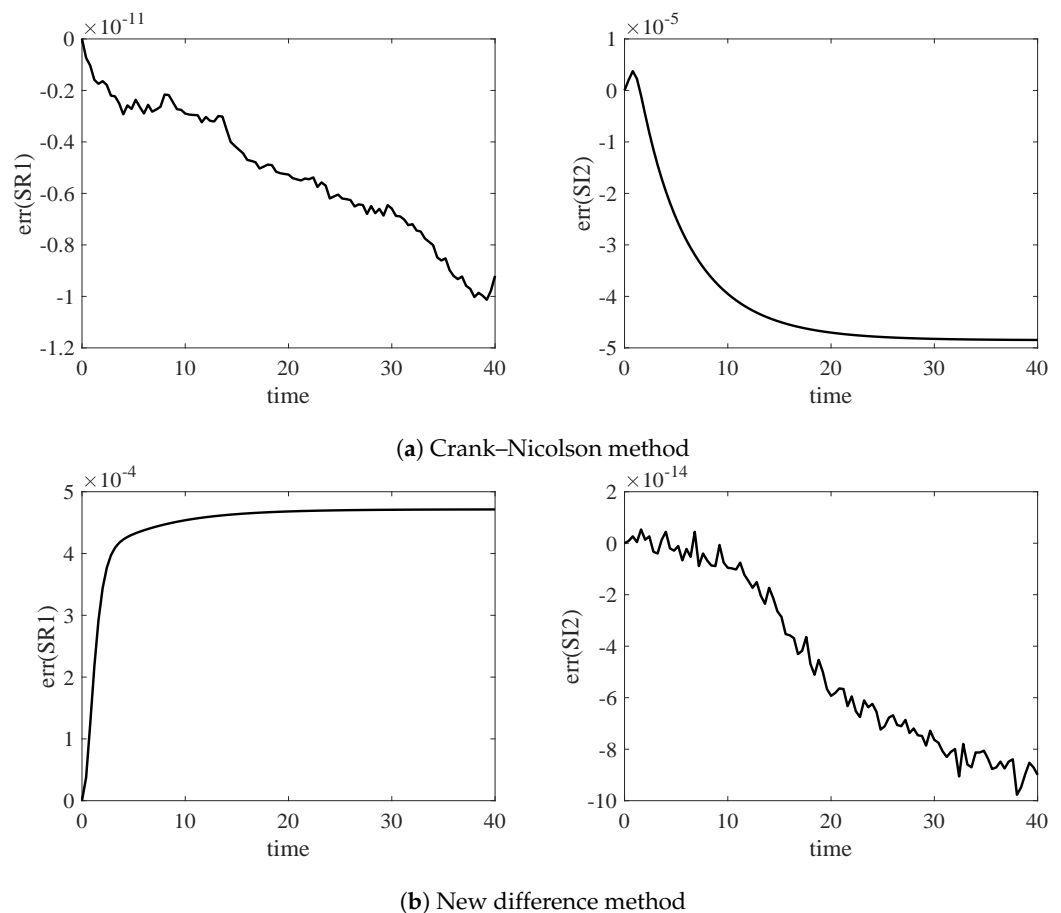 ×10⁻¹¹
0
-0.2
-0.4
-0.6
-0.8
-1
-1.2
err(SR1)
0 10 20 30 40
time
×10⁻⁵
1
0
-1
-2
-3
-4
-5
err(SI2)
0 10 20 30 40
time
(a) Crank–Nicolson method
×10⁻⁴
5
4
3
2
1
0
err(SR1)
0 10 20 30 40
time
×10⁻¹⁴
2
0
-2
-4
-6
-8
-10
err(SI2)
0 10 20 30 40
time
(b) New difference method